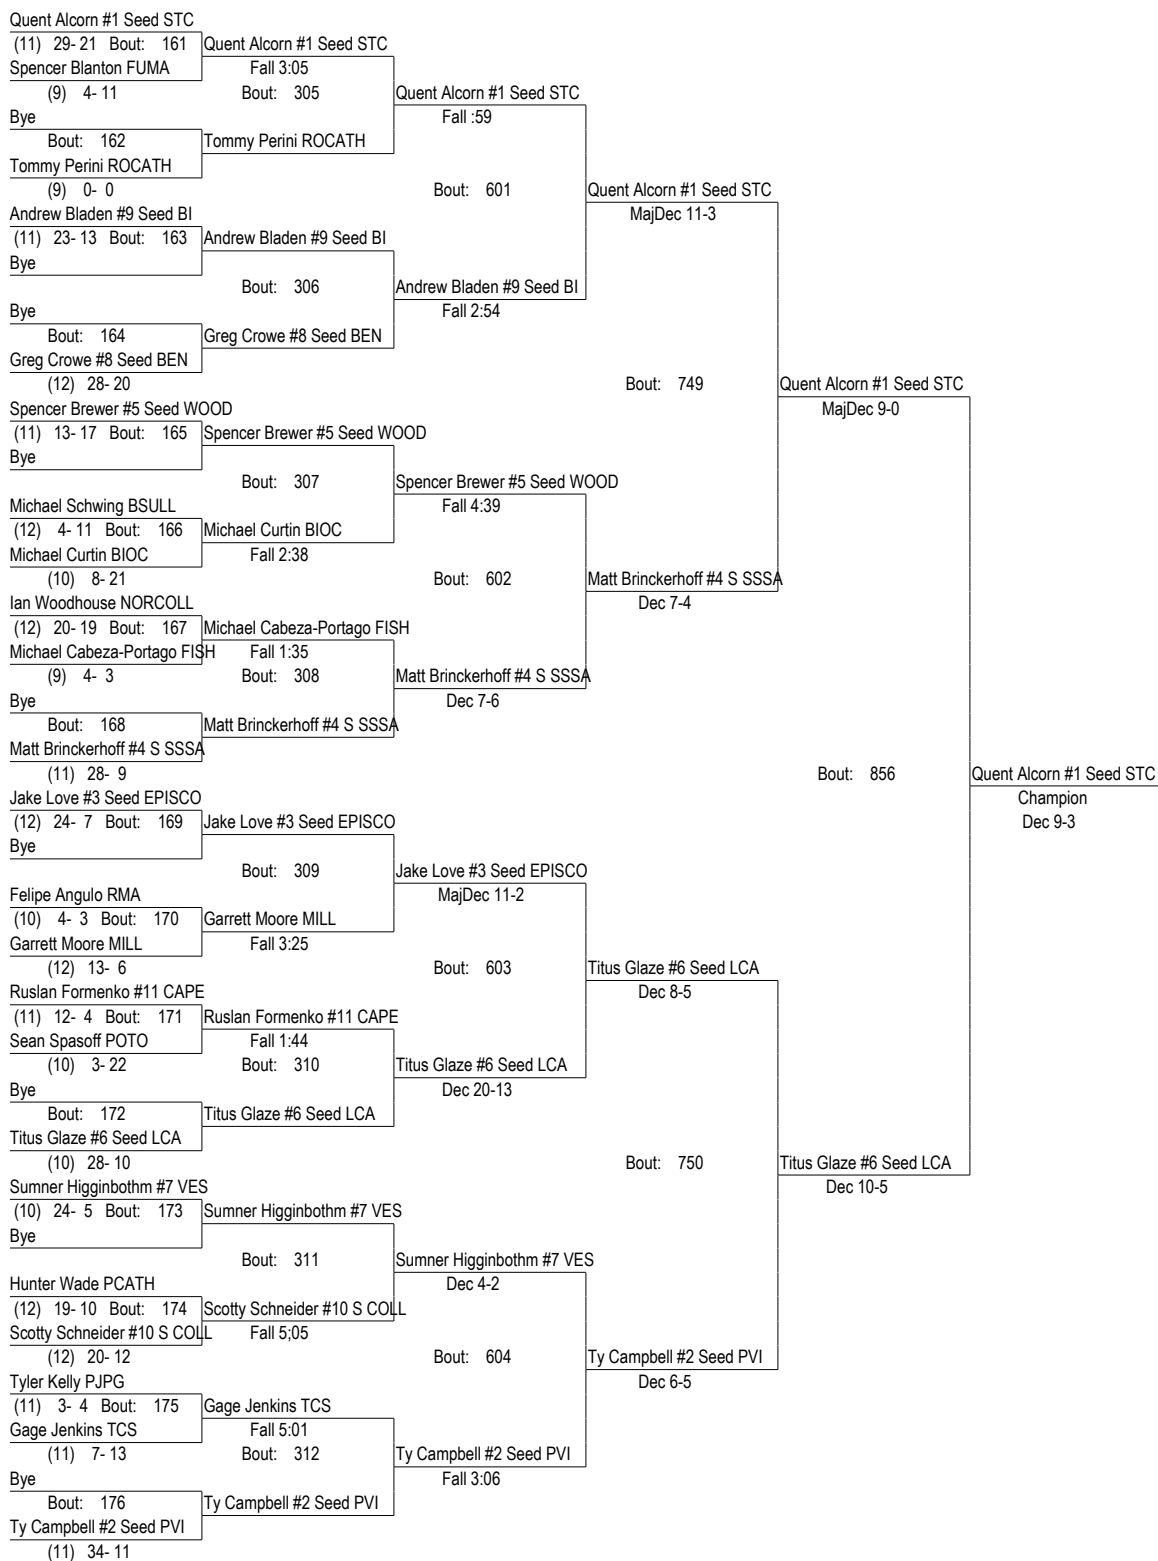 Quent Alcorn #1 Seed STC
(11) 29- 21 Bout: 161 Quent Alcorn #1 Seed STC
Spencer Blanton FUMA Fall 3:05
(9) 4- 11 Bout: 305 Quent Alcorn #1 Seed STC
Bye Fall :59
Bout: 162 Tommy Perini ROCATH
Tommy Perini ROCATH
(9) 0- 0 Bout: 601 Quent Alcorn #1 Seed STC
Andrew Bladen #9 Seed BI MajDec 11-3
(11) 23- 13 Bout: 163 Andrew Bladen #9 Seed BI
Bye
Bout: 306 Andrew Bladen #9 Seed BI
Bye Fall 2:54
Bout: 164 Greg Crowe #8 Seed BEN
Greg Crowe #8 Seed BEN
(12) 28- 20 Bout: 749 Quent Alcorn #1 Seed STC
Spencer Brewer #5 Seed WOOD MajDec 9-0
(11) 13- 17 Bout: 165 Spencer Brewer #5 Seed WOOD
Bye
Bout: 307 Spencer Brewer #5 Seed WOOD
Michael Schwing BSULL Fall 4:39
(12) 4- 11 Bout: 166 Michael Curtin BIOC
Michael Curtin BIOC Fall 2:38
(10) 8- 21 Bout: 602 Matt Brinckerhoff #4 S SSSA
Ian Woodhouse NORCOLL Dec 7-4
(12) 20- 19 Bout: 167 Michael Cabeza-Portago FISH
Michael Cabeza-Portago FISH Fall 1:35
(9) 4- 3 Bout: 308 Matt Brinckerhoff #4 S SSSA
Bye Dec 7-6
Bout: 168 Matt Brinckerhoff #4 S SSSA
Matt Brinckerhoff #4 S SSSA
(11) 28- 9 Bout: 856 Quent Alcorn #1 Seed STC
Jake Love #3 Seed EPISCO Champion
(12) 24- 7 Bout: 169 Jake Love #3 Seed EPISCO Dec 9-3
Bye
Bout: 309 Jake Love #3 Seed EPISCO
Felipe Angulo RMA MajDec 11-2
(10) 4- 3 Bout: 170 Garrett Moore MILL
Garrett Moore MILL Fall 3:25
(12) 13- 6 Bout: 603 Titus Glaze #6 Seed LCA
Ruslan Formenko #11 CAPE Dec 8-5
(11) 12- 4 Bout: 171 Ruslan Formenko #11 CAPE
Sean Spasoff POTO Fall 1:44
(10) 3- 22 Bout: 310 Titus Glaze #6 Seed LCA
Bye Dec 20-13
Bout: 172 Titus Glaze #6 Seed LCA
Titus Glaze #6 Seed LCA
(10) 28- 10 Bout: 750 Titus Glaze #6 Seed LCA
Sumner Higginbothm #7 VES Dec 10-5
(10) 24- 5 Bout: 173 Sumner Higginbothm #7 VES
Bye
Bout: 311 Sumner Higginbothm #7 VES
Hunter Wade PCATH Dec 4-2
(12) 19- 10 Bout: 174 Scotty Schneider #10 S COLL
Scotty Schneider #10 S COLL Fall 5;05
(12) 20- 12 Bout: 604 Ty Campbell #2 Seed PVI
Tyler Kelly PJPG Dec 6-5
(11) 3- 4 Bout: 175 Gage Jenkins TCS
Gage Jenkins TCS Fall 5:01
(11) 7- 13 Bout: 312 Ty Campbell #2 Seed PVI
Bye Fall 3:06
Bout: 176 Ty Campbell #2 Seed PVI
Ty Campbell #2 Seed PVI
(11) 34- 11